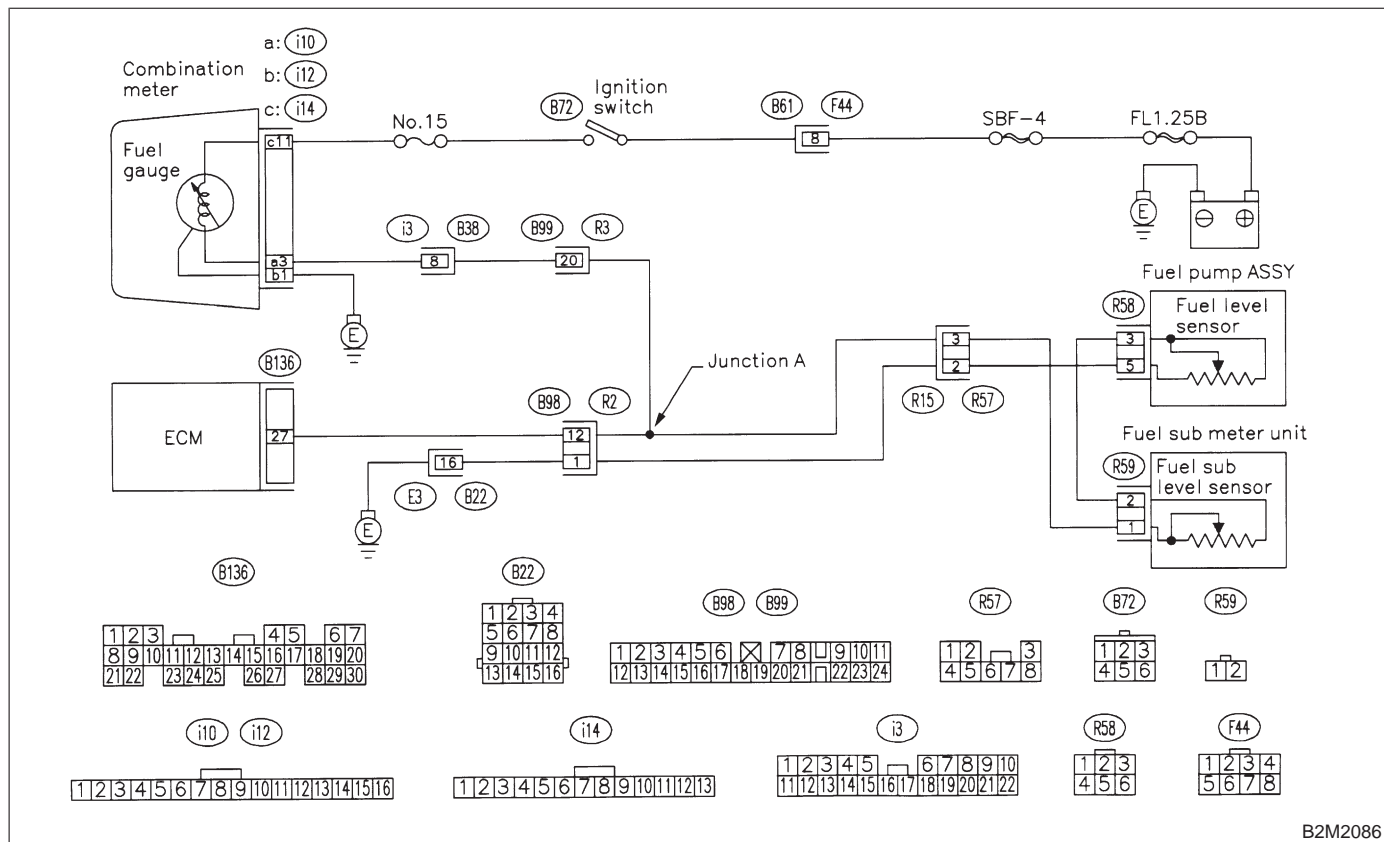 a: i10
Combination
meter
b: i12
c: i14
Ignition
switch
B72
B61
F44
No.15
SBF-4
FL1.25B
c11
8
Fuel
gauge
E
i3
B38
B99
R3
a3
8
20
b1
Fuel pump ASSY
R58
Fuel level
sensor
E
3
3
B136
Junction A
2
5
B98
R2
R15
R57
ECM
27
12
Fuel sub meter unit
1
R59
Fuel sub
level sensor
16
E3
B22
2
1
E
B136
1 2 3 4 5 6 7
8 9 10 11 12 13 14 15 16 17 18 19 20
21 22 23 24 25 26 27 28 29 30
B22
1 2 3 4
5 6 7 8
9 10 11 12
13 14 15 16
B98 B99
1 2 3 4 5 6 7 8 9 10 11
12 13 14 15 16 17 18 19 20 21 22 23 24
R57
1 2 3
4 5 6 7 8
B72
1 2 3
4 5 6
R59
1 2
i10 i12
1 2 3 4 5 6 7 8 9 10 11 12 13 14 15 16
i14
1 2 3 4 5 6 7 8 9 10 11 12 13
i3
1 2 3 4 5 6 7 8 9 10
11 12 13 14 15 16 17 18 19 20 21 22
R58
1 2 3
4 5 6
F44
1 2 3 4
5 6 7 8
B2M2086